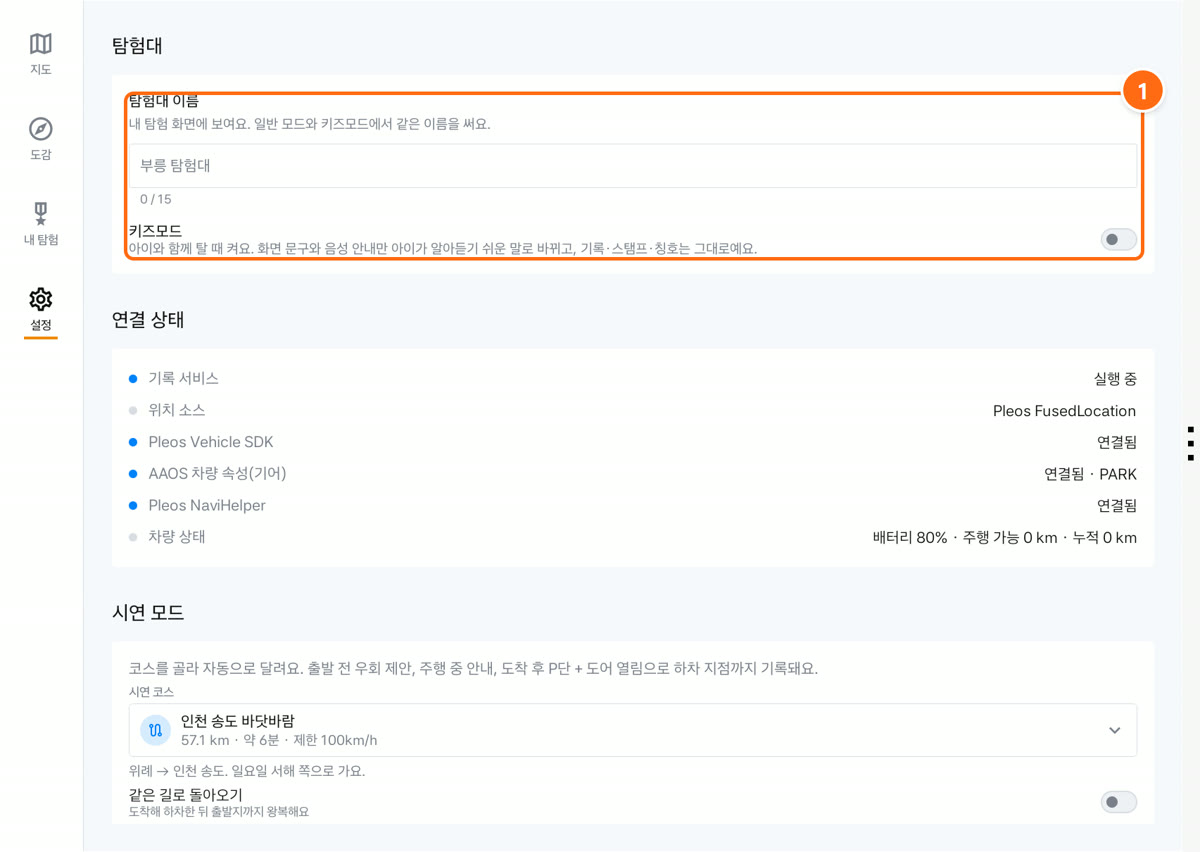 지도
도감
내 탐험
설정
탐험대
1
탐험대 이름
내 탐험 화면에 보여요. 일반 모드와 키즈모드에서 같은 이름을 써요.
부릉 탐험대
0 / 15
키즈모드
아이와 함께 탈 때 켜요. 화면 문구와 음성 안내만 아이가 알아듣기 쉬운 말로 바뀌고, 기록·스탬프·칭호는 그대로예요.
연결 상태
기록 서비스 실행 중
위치 소스 Pleos FusedLocation
Pleos Vehicle SDK 연결됨
AAOS 차량 속성(기어) 연결됨 · PARK
Pleos NaviHelper 연결됨
차량 상태 배터리 80% · 주행 가능 0 km · 누적 0 km
시연 모드
코스를 골라 자동으로 달려요. 출발 전 우회 제안, 주행 중 안내, 도착 후 P단 + 도어 열림으로 하차 지점까지 기록돼요.
시연 코스
인천 송도 바닷바람
57.1 km · 약 6분 · 제한 100km/h
위례 → 인천 송도. 일요일 서해 쪽으로 가요.
같은 길로 돌아오기
도착해 하차한 뒤 출발지까지 왕복해요